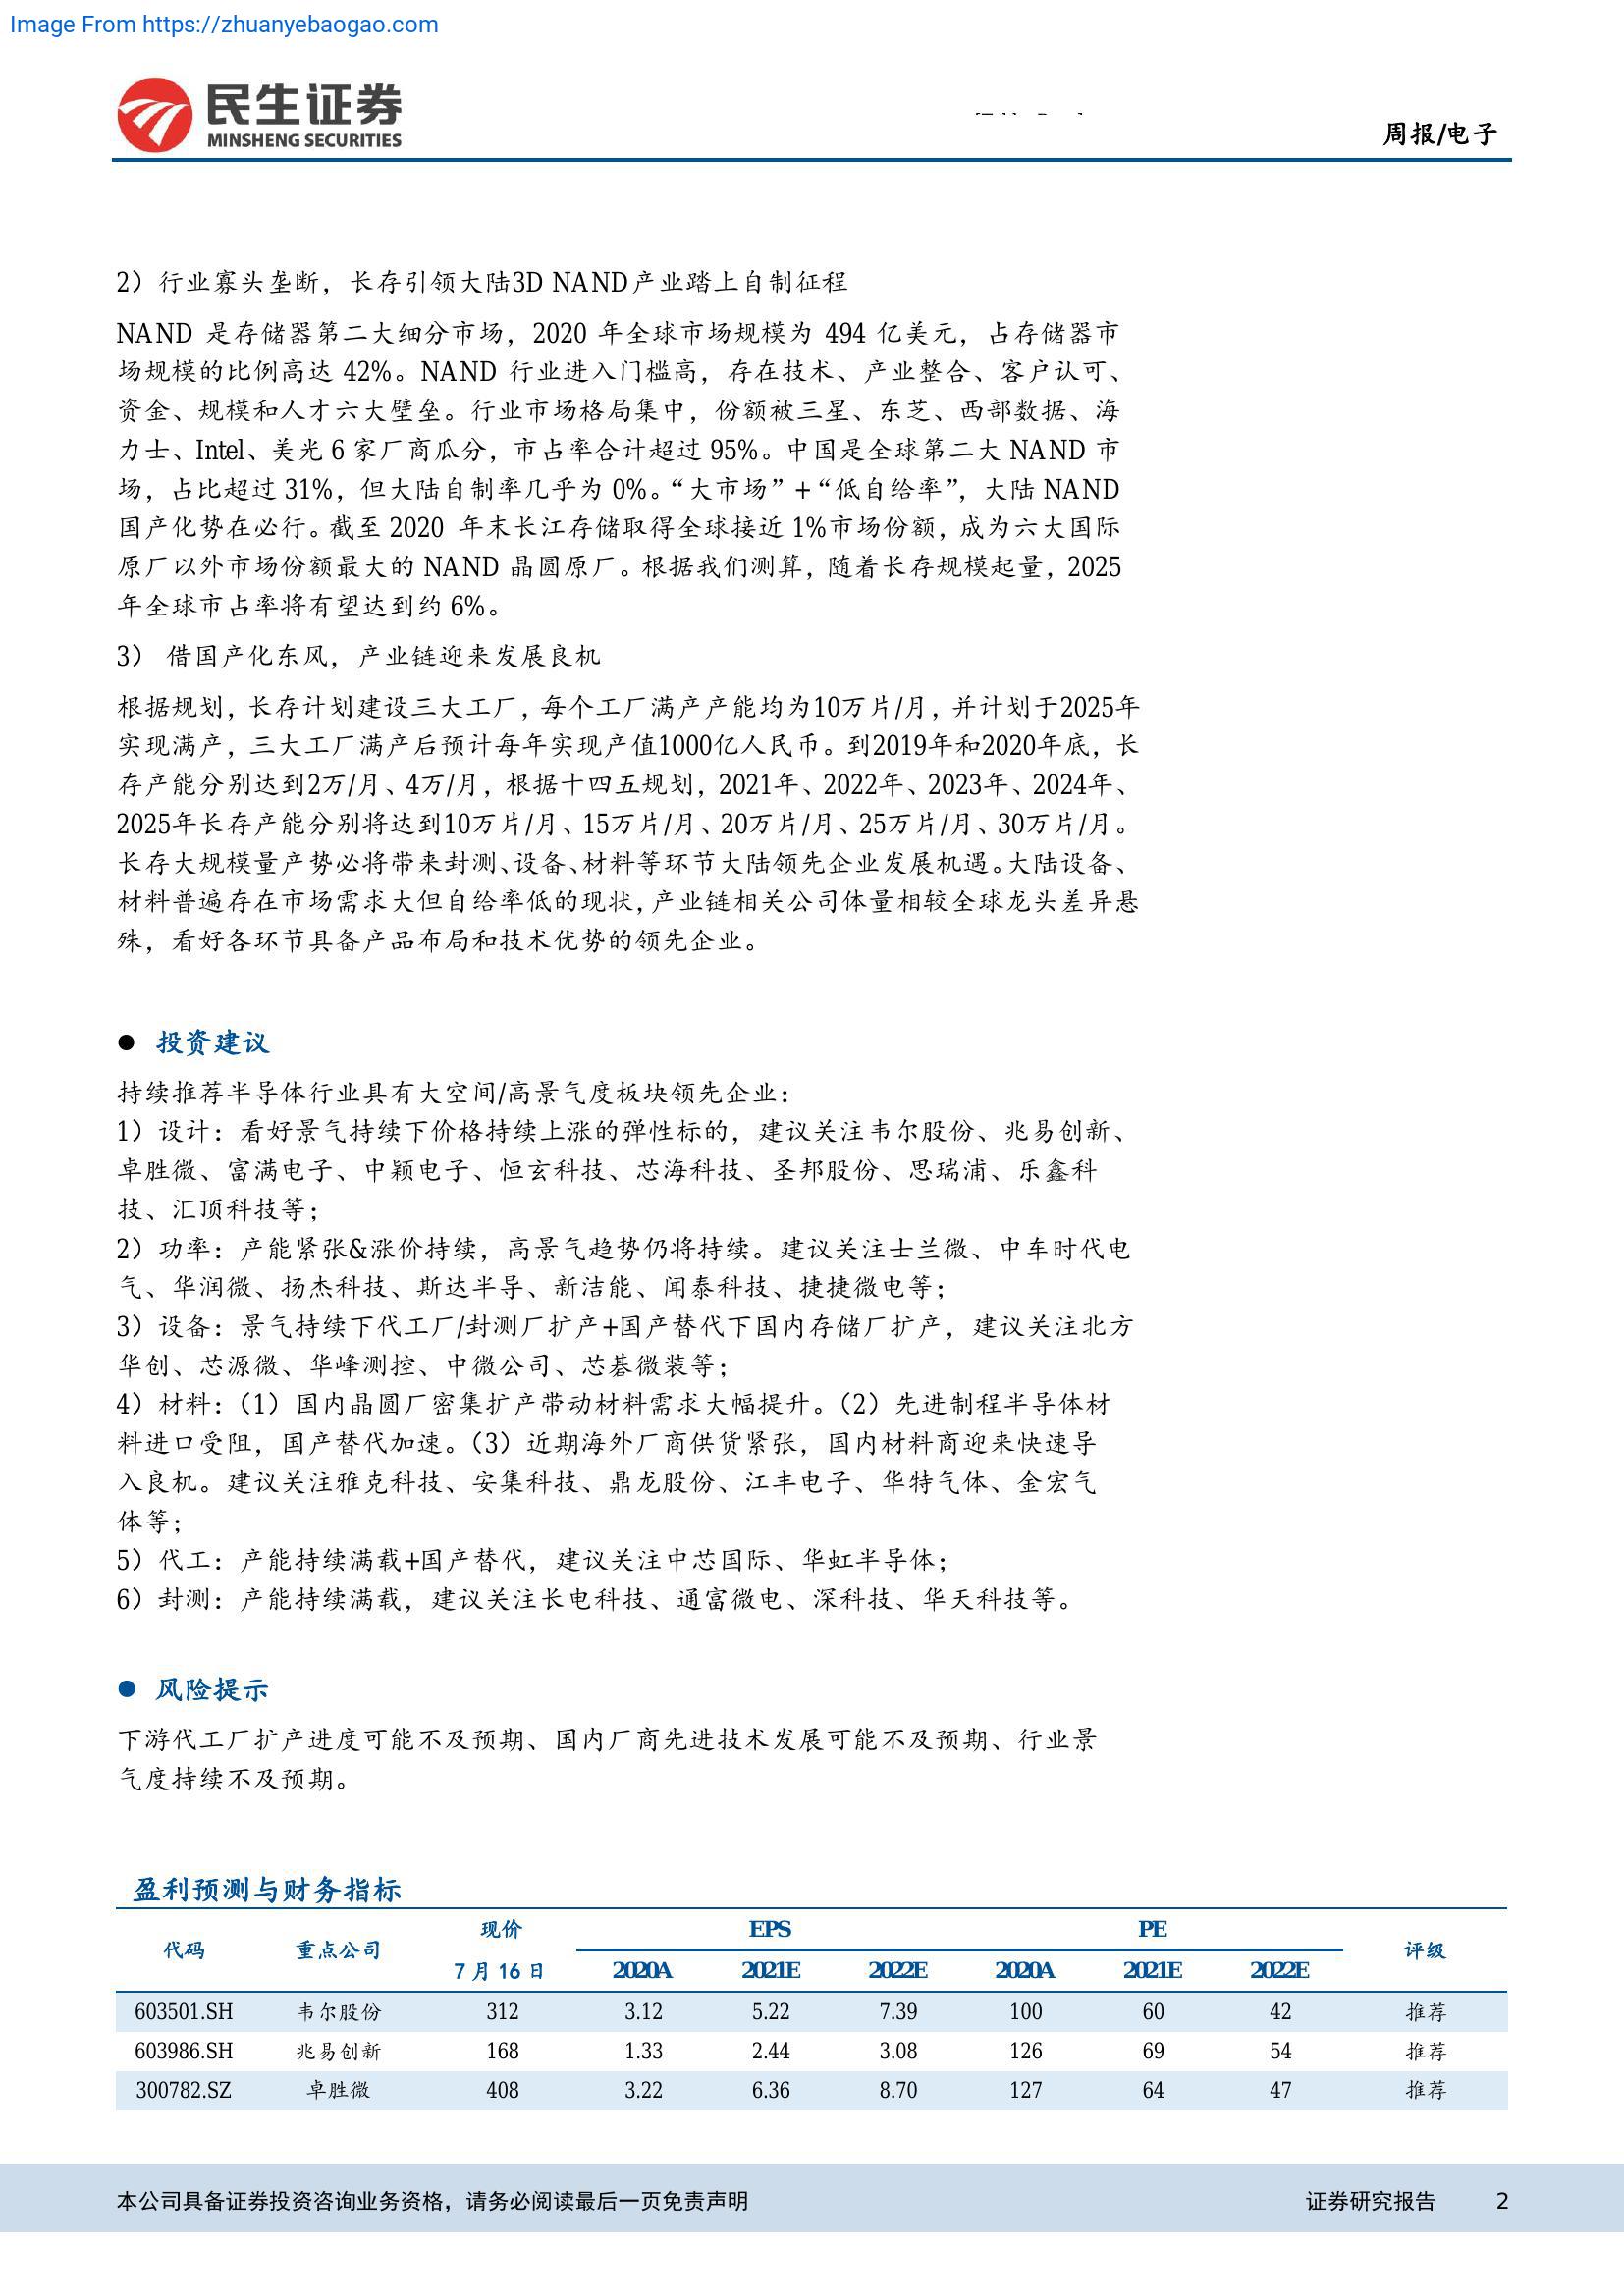 Image From https://zhuanyebaogao.com
民生证券
MINSHENG SECURITIES
周报/电子
2）行业寡头垄断，长存引领大陆3D NAND产业踏上自制征程
NAND 是存储器第二大细分市场，2020 年全球市场规模为 494 亿美元，占存储器市
场规模的比例高达 42%。NAND 行业进入门槛高，存在技术、产业整合、客户认可、
资金、规模和人才六大壁垒。行业市场格局集中，份额被三星、东芝、西部数据、海
力士、Intel、美光 6 家厂商瓜分，市占率合计超过 95%。中国是全球第二大 NAND 市
场，占比超过 31%，但大陆自制率几乎为 0%。“大市场”+“低自给率”，大陆 NAND
国产化势在必行。截至 2020 年末长江存储取得全球接近 1%市场份额，成为六大国际
原厂以外市场份额最大的 NAND 晶圆原厂。根据我们测算，随着长存规模起量，2025
年全球市占率将有望达到约 6%。
3） 借国产化东风，产业链迎来发展良机
根据规划，长存计划建设三大工厂，每个工厂满产产能均为10万片/月，并计划于2025年
实现满产，三大工厂满产后预计每年实现产值1000亿人民币。到2019年和2020年底，长
存产能分别达到2万/月、4万/月，根据十四五规划，2021年、2022年、2023年、2024年、
2025年长存产能分别将达到10万片/月、15万片/月、20万片/月、25万片/月、30万片/月。
长存大规模量产势必将带来封测、设备、材料等环节大陆领先企业发展机遇。大陆设备、
材料普遍存在市场需求大但自给率低的现状，产业链相关公司体量相较全球龙头差异悬
殊，看好各环节具备产品布局和技术优势的领先企业。
● 投资建议
持续推荐半导体行业具有大空间/高景气度板块领先企业：
1）设计：看好景气持续下价格持续上涨的弹性标的，建议关注韦尔股份、兆易创新、
卓胜微、富满电子、中颖电子、恒玄科技、芯海科技、圣邦股份、思瑞浦、乐鑫科
技、汇顶科技等；
2）功率：产能紧张&涨价持续，高景气趋势仍将持续。建议关注士兰微、中车时代电
气、华润微、扬杰科技、斯达半导、新洁能、闻泰科技、捷捷微电等；
3）设备：景气持续下代工厂/封测厂扩产+国产替代下国内存储厂扩产，建议关注北方
华创、芯源微、华峰测控、中微公司、芯碁微装等；
4）材料：（1）国内晶圆厂密集扩产带动材料需求大幅提升。（2）先进制程半导体材
料进口受阻，国产替代加速。（3）近期海外厂商供货紧张，国内材料商迎来快速导
入良机。建议关注雅克科技、安集科技、鼎龙股份、江丰电子、华特气体、金宏气
体等；
5）代工：产能持续满载+国产替代，建议关注中芯国际、华虹半导体；
6）封测：产能持续满载，建议关注长电科技、通富微电、深科技、华天科技等。
● 风险提示
下游代工厂扩产进度可能不及预期、国内厂商先进技术发展可能不及预期、行业景
气度持续不及预期。
盈利预测与财务指标
代码 重点公司 现价 EPS PE 评级
7 月 16 日 2020A 2021E 2022E 2020A 2021E 2022E
603501.SH 韦尔股份 312 3.12 5.22 7.39 100 60 42 推荐
603986.SH 兆易创新 168 1.33 2.44 3.08 126 69 54 推荐
300782.SZ 卓胜微 408 3.22 6.36 8.70 127 64 47 推荐
本公司具备证券投资咨询业务资格，请务必阅读最后一页免责声明 证券研究报告 2